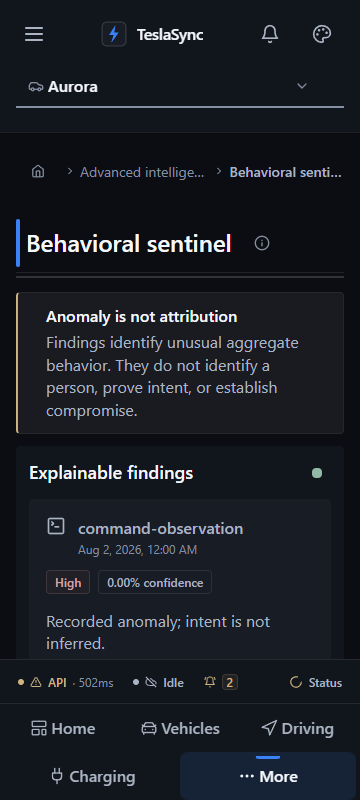 TeslaSync
Aurora
Advanced intellige... Behavioral senti...
Behavioral sentinel
Anomaly is not attribution
Findings identify unusual aggregate
behavior. They do not identify a
person, prove intent, or establish
compromise.
Explainable findings
command-observation
Aug 2, 2026, 12:00 AM
High 0.00% confidence
Recorded anomaly; intent is not
inferred.
API · 502ms Idle 2 Status
Home Vehicles Driving
Charging More